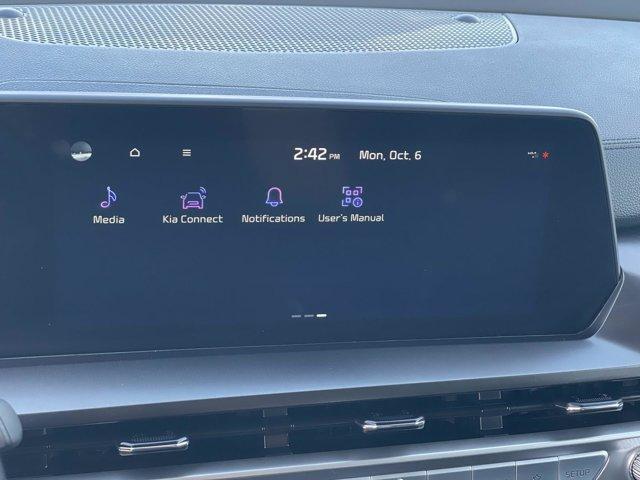 2:42 PM Mon, Oct. 6
Media Kia Connect Notifications User's Manual
SETUP